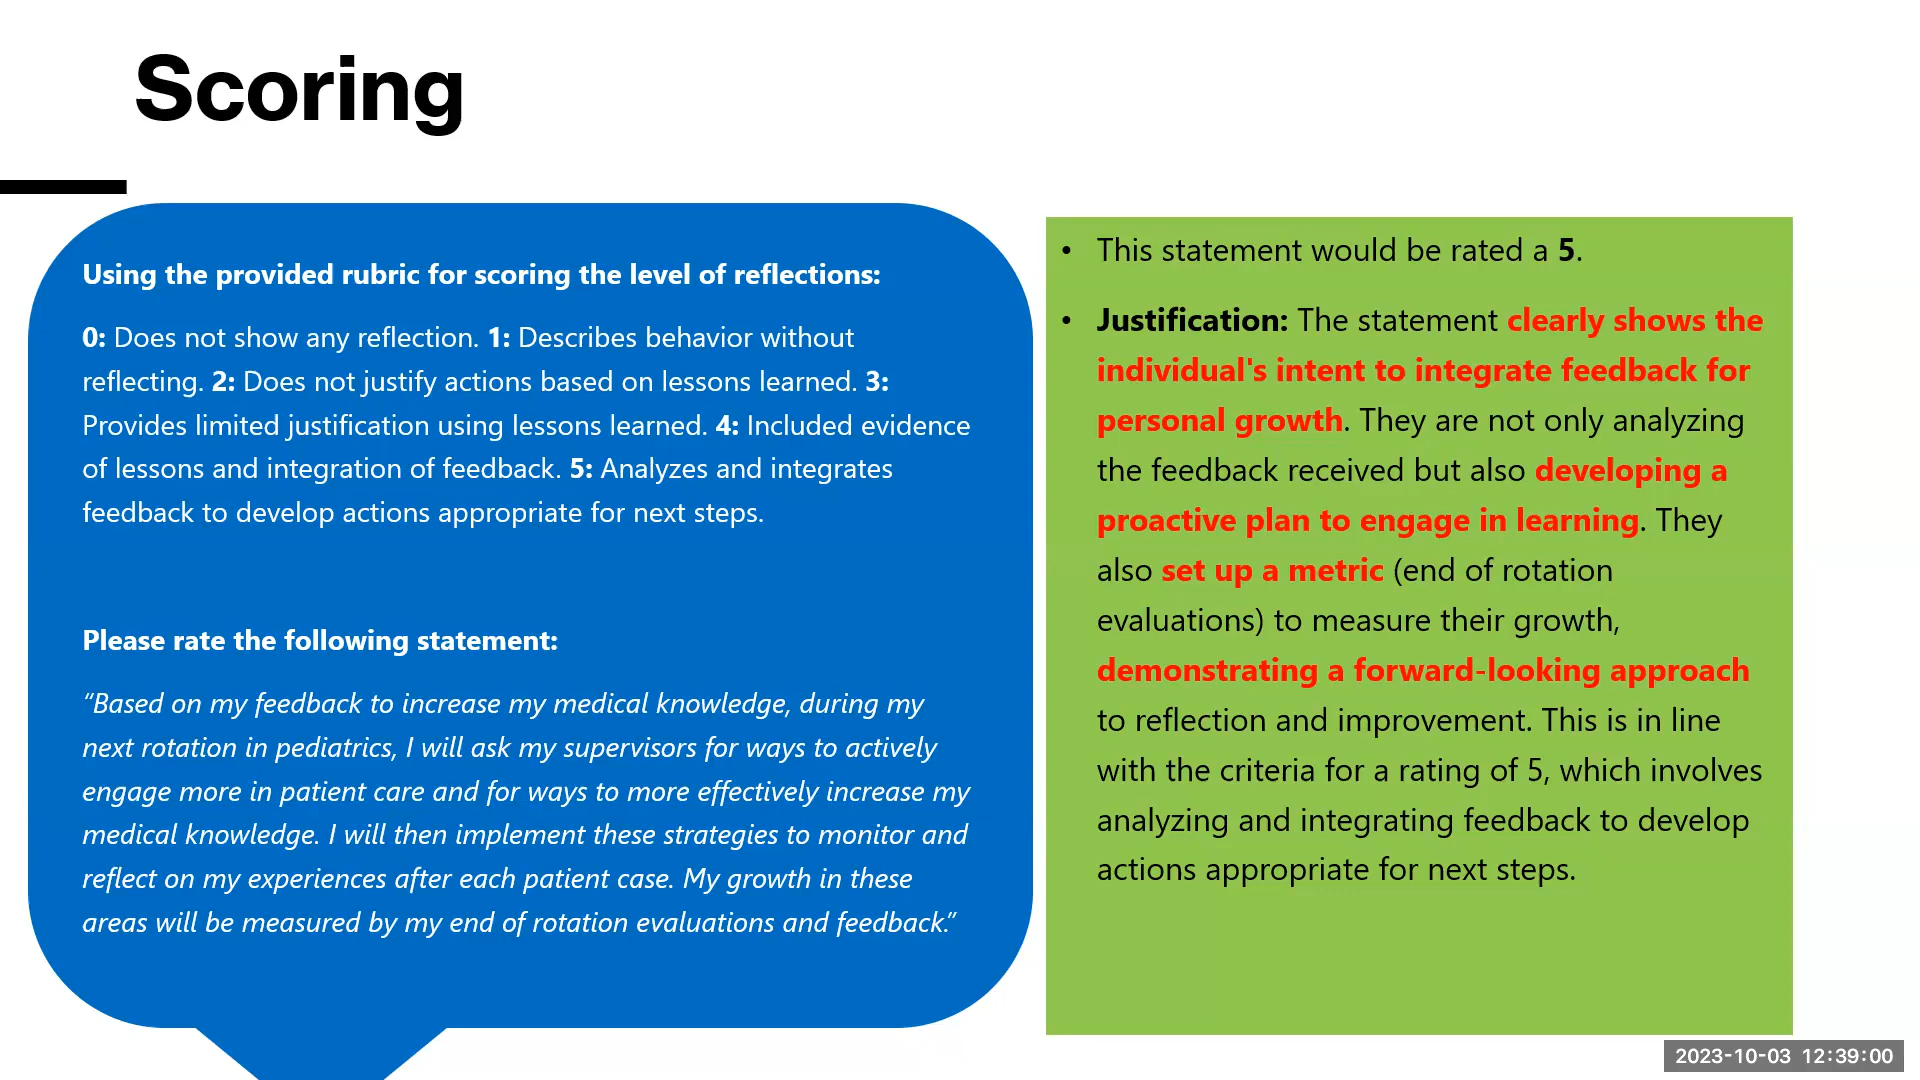 Scoring
Using the provided rubric for scoring the level of reflections:
0: Does not show any reflection. 1: Describes behavior without
reflecting. 2: Does not justify actions based on lessons learned. 3:
Provides limited justification using lessons learned. 4: Included evidence
of lessons and integration of feedback. 5: Analyzes and integrates
feedback to develop actions appropriate for next steps.
Please rate the following statement:
“Based on my feedback to increase my medical knowledge, during my
next rotation in pediatrics, I will ask my supervisors for ways to actively
engage more in patient care and for ways to more effectively increase my
medical knowledge. I will then implement these strategies to monitor and
reflect on my experiences after each patient case. My growth in these
areas will be measured by my end of rotation evaluations and feedback.”
• This statement would be rated a 5.
• Justification: The statement clearly shows the
individual's intent to integrate feedback for
personal growth. They are not only analyzing
the feedback received but also developing a
proactive plan to engage in learning. They
also set up a metric (end of rotation
evaluations) to measure their growth,
demonstrating a forward-looking approach
to reflection and improvement. This is in line
with the criteria for a rating of 5, which involves
analyzing and integrating feedback to develop
actions appropriate for next steps.
2023-10-03 12:39:00